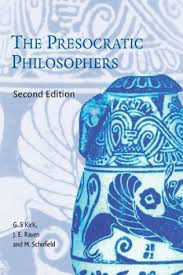 THE PRESOCRATIC
PHILOSOPHERS
Second Edition
G. S KIRK,
J. E. RAVEN
AND M. SCHOFIELD